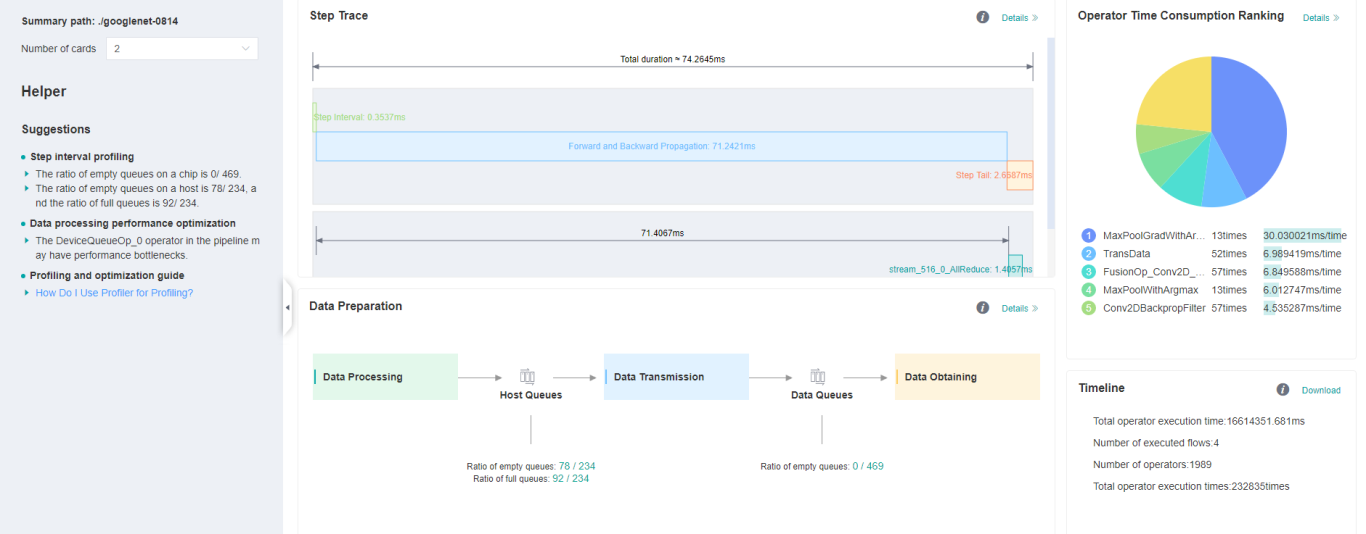 Summary path: ./googlenet-0814
Number of cards 2
Helper
Suggestions
Step interval profiling
The ratio of empty queues on a chip is 0/ 469.
The ratio of empty queues on a host is 78/ 234, a
nd the ratio of full queues is 92/ 234.
Data processing performance optimization
The DeviceQueueOp_0 operator in the pipeline m
ay have performance bottlenecks.
Profiling and optimization guide
How Do I Use Profiler for Profiling?
Step Trace
i Details
Total duration ≈ 74.2645ms
Step Interval: 0.3537ms
Forward and Backward Propagation: 71.2421ms
Step Tail: 2.6687ms
71.4067ms
stream_516_0_AllReduce: 1.4057ms
Data Preparation
i Details
Data Processing
Host Queues
Data Transmission
Data Queues
Data Obtaining
Ratio of empty queues: 78 / 234
Ratio of full queues: 92 / 234
Ratio of empty queues: 0 / 469
Operator Time Consumption Ranking Details
1 MaxPoolGradWithAr... 13times 30.030021ms/time
2 TransData 52times 6.989419ms/time
3 FusionOp_Conv2D_... 57times 6.849588ms/time
4 MaxPoolWithArgmax 13times 6.012747ms/time
5 Conv2DBackpropFilter 57times 4.535287ms/time
Timeline
i Download
Total operator execution time:16614351.681ms
Number of executed flows:4
Number of operators:1989
Total operator execution times:232835times